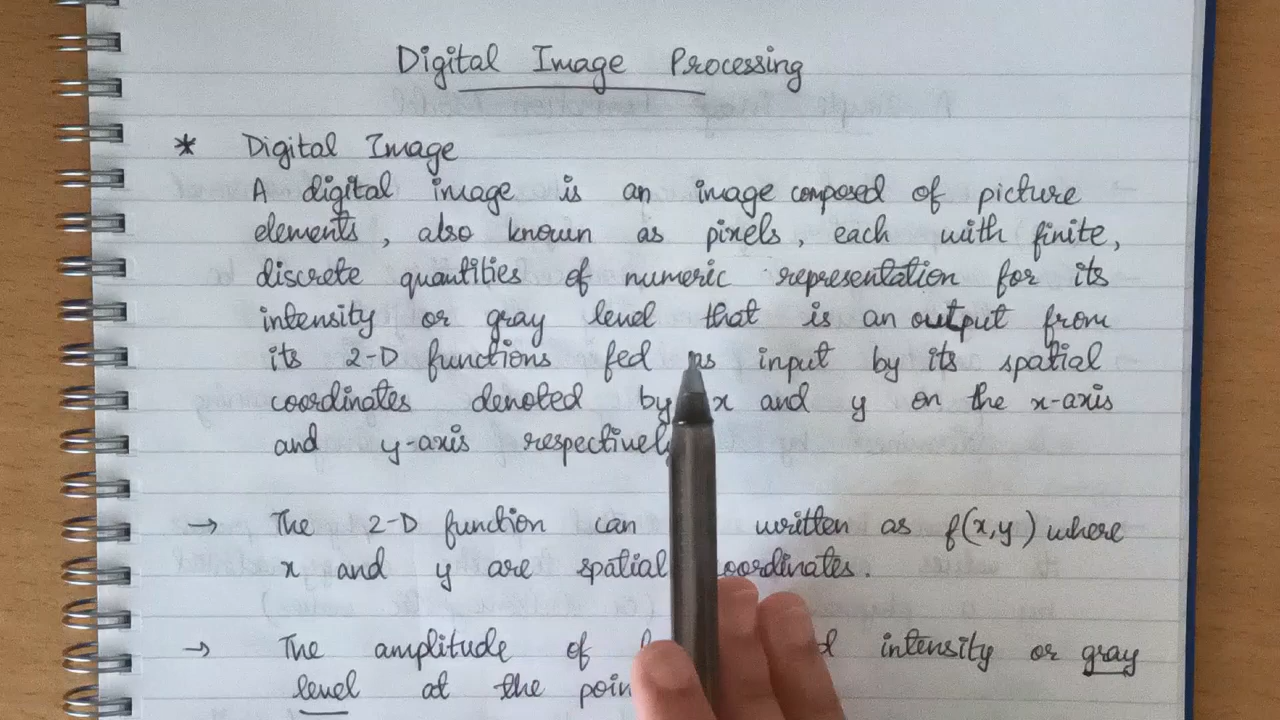 Digital Image Processing
* Digital Image
A digital image is an image composed of picture
elements, also known as pixels, each with finite,
discrete quantities of numeric representation for its
intensity or gray level that is an output from
its 2-D functions fed as input by its spatial
coordinates denoted by x and y on the x-axis
and y-axis respectively
→ The 2-D function can written as f(x,y) where
x and y are spatial coordinates.
→ The amplitude of intensity or gray
level at the